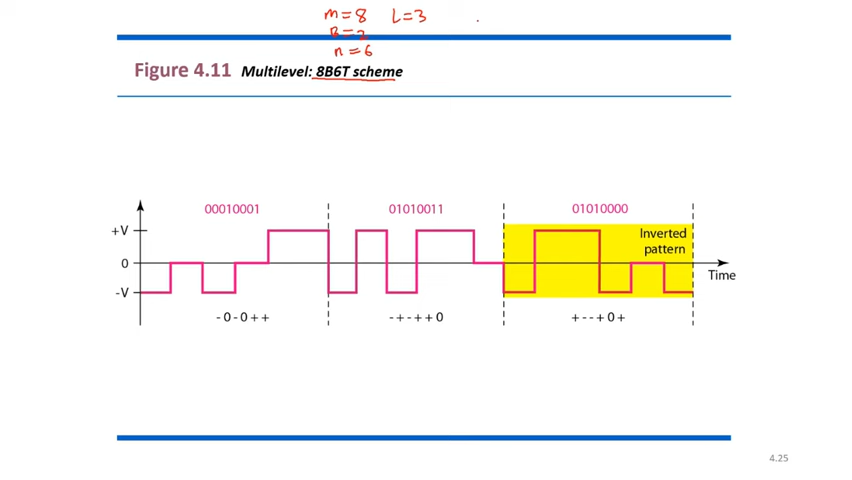 m=8 L=3
B=2
n=6
Figure 4.11 Multilevel: 8B6T scheme
00010001 01010011 01010000
+V
Inverted
pattern
0
Time
-V
-0-0++ -+-++0 +--+0+
4.25